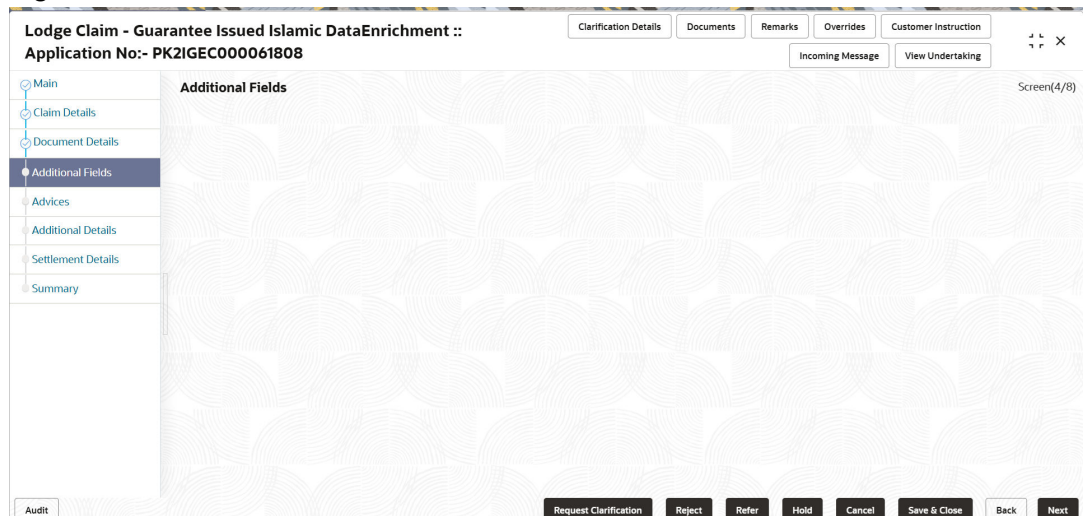 Lodge Claim - Guarantee Issued Islamic DataEnrichment ::
Application No:- PK2IGEC000061808
Clarification Details
Documents
Remarks
Overrides
Customer Instruction
Incoming Message
View Undertaking
Main
Claim Details
Document Details
Additional Fields
Advices
Additional Details
Settlement Details
Summary
Additional Fields
Screen(4/8)
Audit
Request Clarification
Reject
Refer
Hold
Cancel
Save & Close
Back
Next